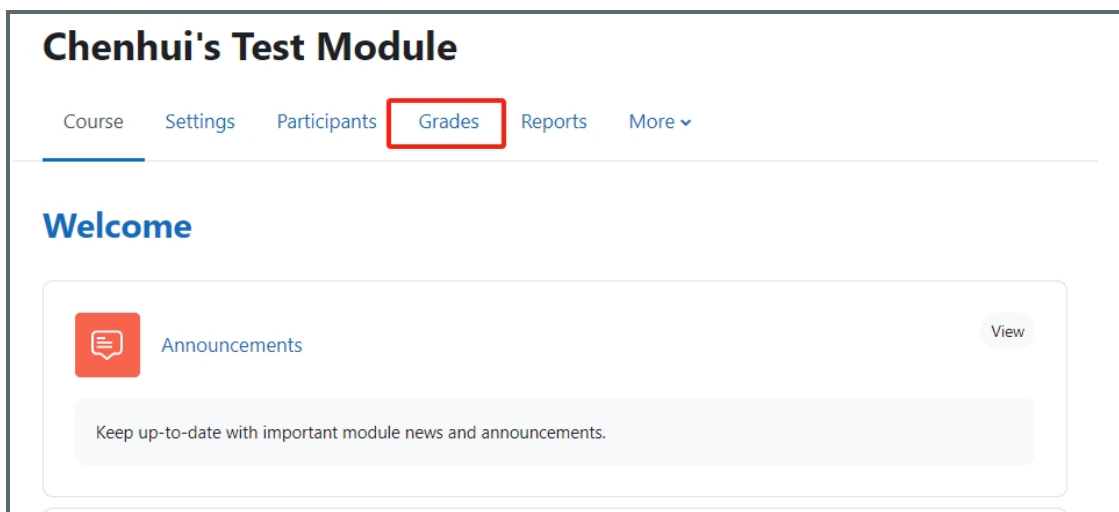 Chenhui's Test Module
Course Settings Participants Grades Reports More
Welcome
Announcements
View
Keep up-to-date with important module news and announcements.